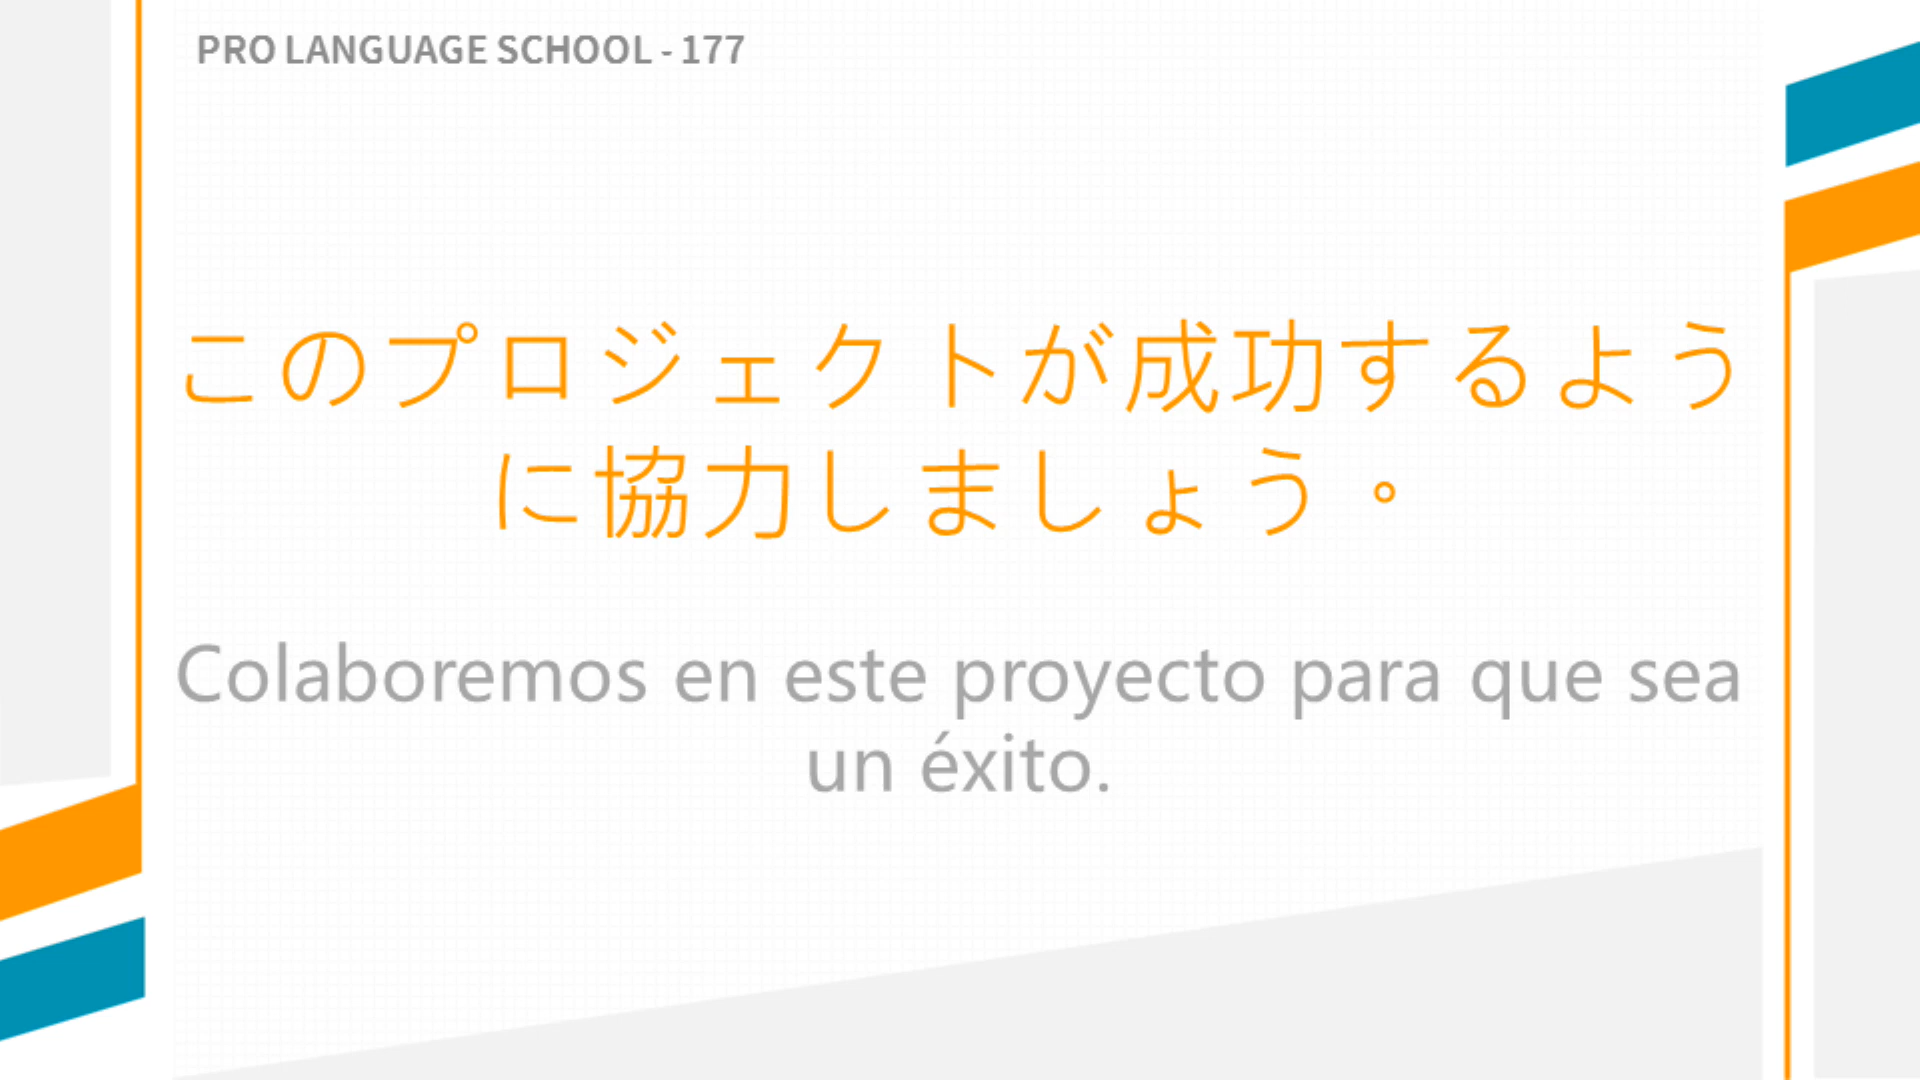 PRO LANGUAGE SCHOOL - 177
このプロジェクトが成功するよう
に協力しましょう。
Colaboremos en este proyecto para que sea
un éxito.